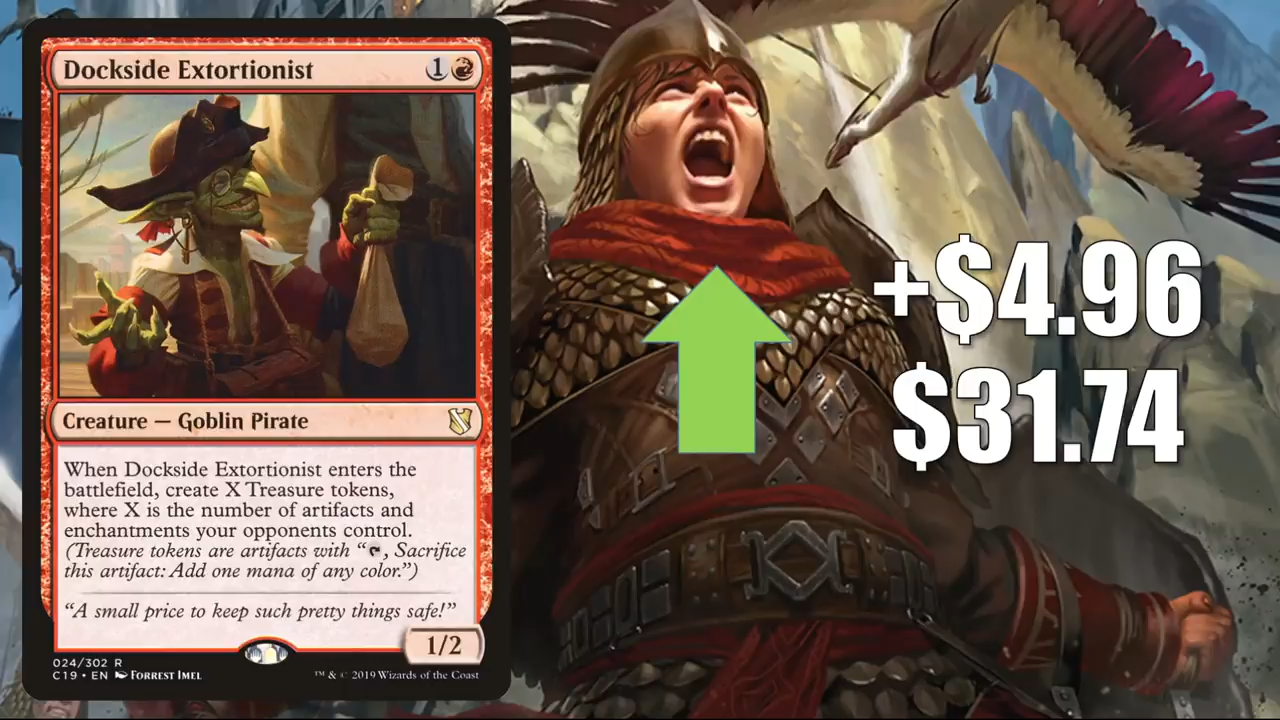 Dockside Extortionist 1
Creature — Goblin Pirate
When Dockside Extortionist enters the
battlefield, create X Treasure tokens,
where X is the number of artifacts and
enchantments your opponents control.
(Treasure tokens are artifacts with “, Sacrifice
this artifact: Add one mana of any color.”)
“A small price to keep such pretty things safe!”
1/2
024/302 R
C19 • EN FORREST IMEL
™ & © 2019 Wizards of the Coast
+$4.96
$31.74